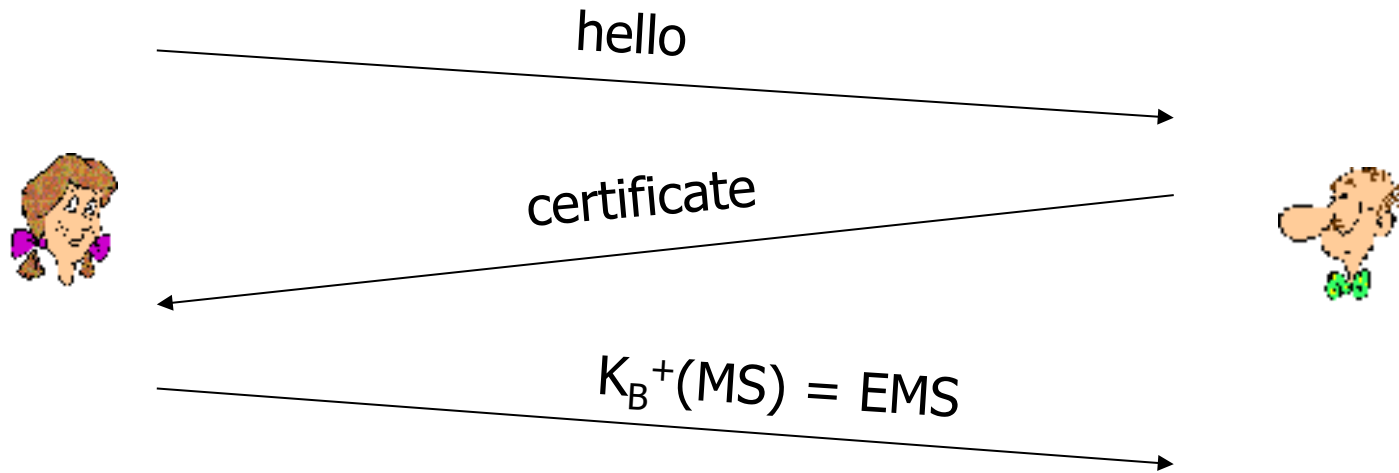 hello
certificate
K_B^+(MS) = EMS